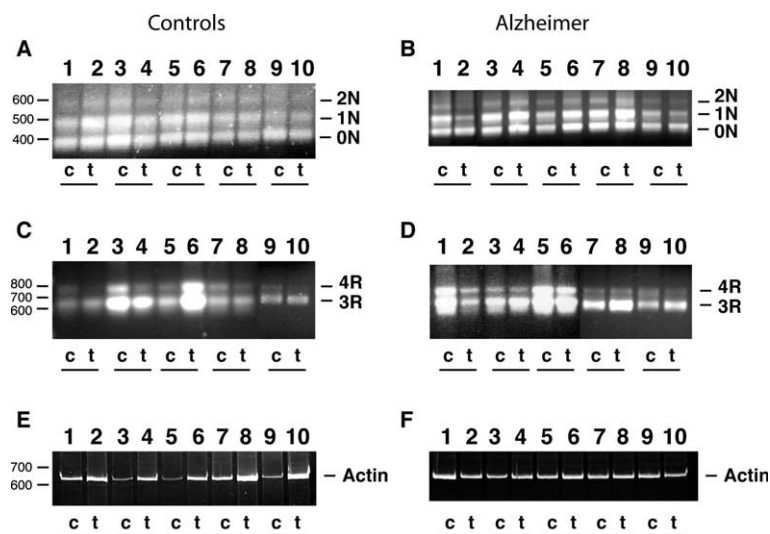 Controls Alzheimer
A
1 2 3 4 5 6 7 8 9 10
600
500
400
2N
1N
0N
c t c t c t c t c t
B
1 2 3 4 5 6 7 8 9 10
2N
1N
0N
c t c t c t c t c t
C
1 2 3 4 5 6 7 8 9 10
800
700
600
4R
3R
c t c t c t c t c t
D
1 2 3 4 5 6 7 8 9 10
4R
3R
c t c t c t c t c t
E
1 2 3 4 5 6 7 8 9 10
700
600
Actin
c t c t c t c t c t
F
1 2 3 4 5 6 7 8 9 10
Actin
c t c t c t c t c t